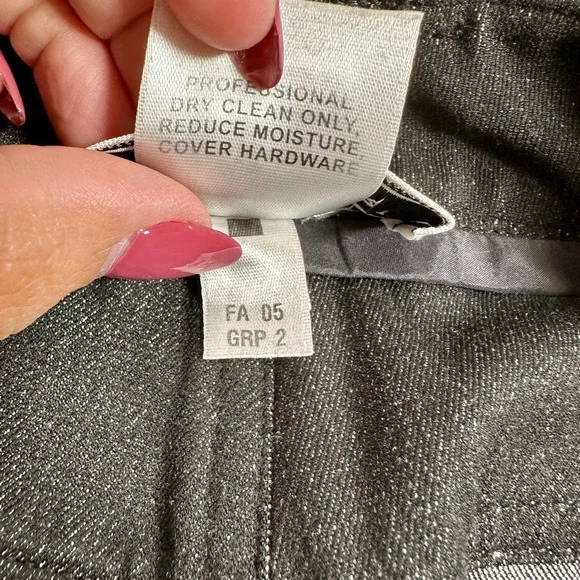 PROFESSIONAL
DRY CLEAN ONLY,
REDUCE MOISTURE
COVER HARDWARE
FA 05
GRP 2